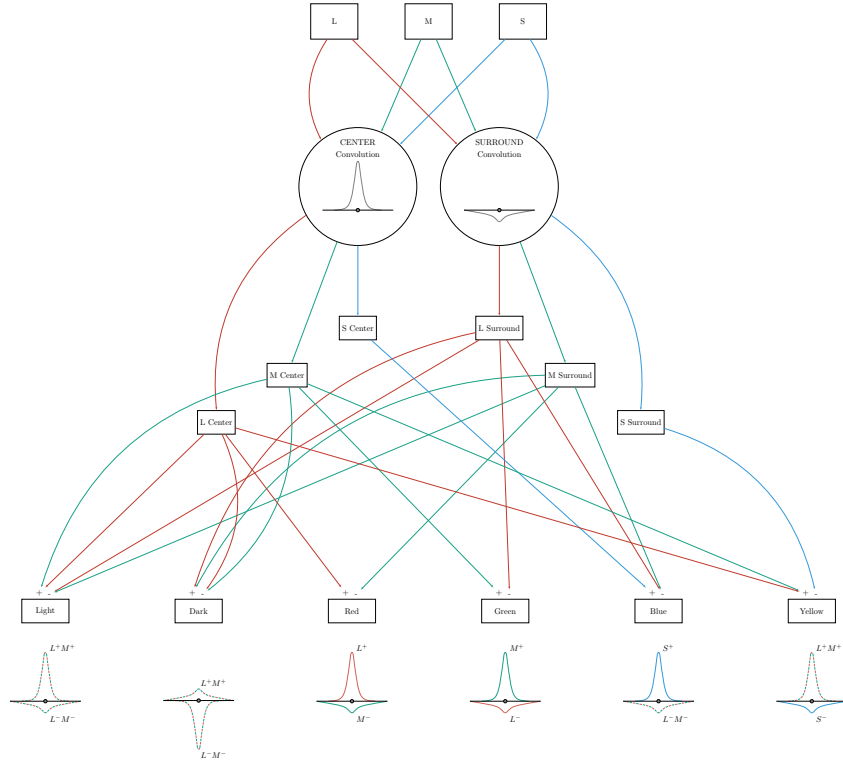 L
M
S
CENTER
Convolution
SURROUND
Convolution
S Center
L Surround
M Center
M Surround
L Center
S Surround
+ -
+ -
+ -
+ -
+ -
+ -
Light
Dark
Red
Green
Blue
Yellow
L⁺M⁺
L⁻M⁻
L⁺M⁺
L⁻M⁻
L⁺
M⁻
M⁺
L⁻
S⁺
L⁻M⁻
L⁺M⁺
S⁻